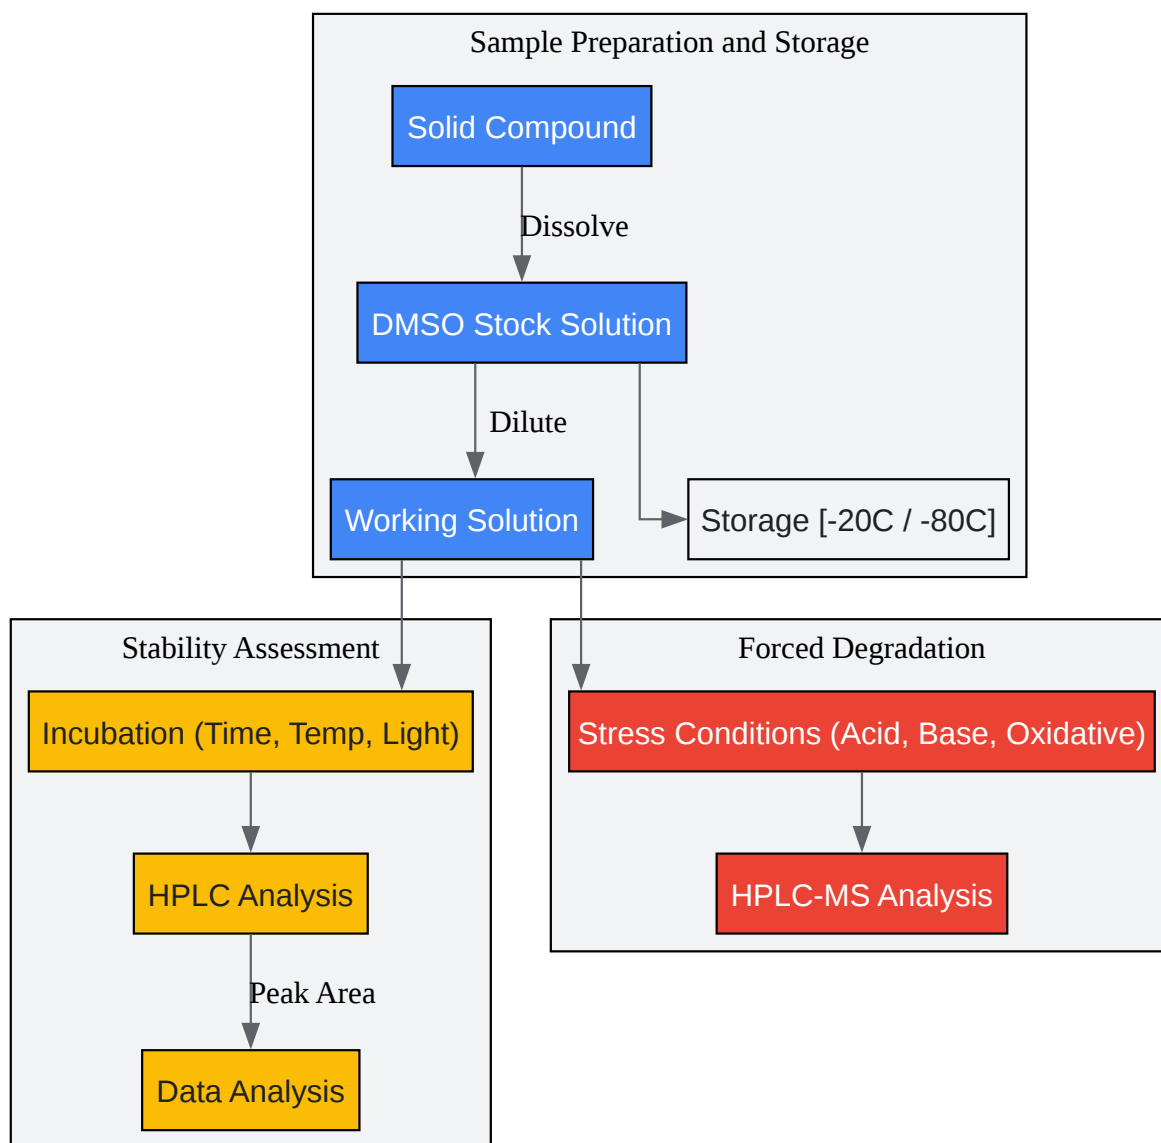 Sample Preparation and Storage
Solid Compound
Dissolve
DMSO Stock Solution
Dilute
Working Solution
Storage [-20C / -80C]
Stability Assessment
Incubation (Time, Temp, Light)
HPLC Analysis
Peak Area
Data Analysis
Forced Degradation
Stress Conditions (Acid, Base, Oxidative)
HPLC-MS Analysis